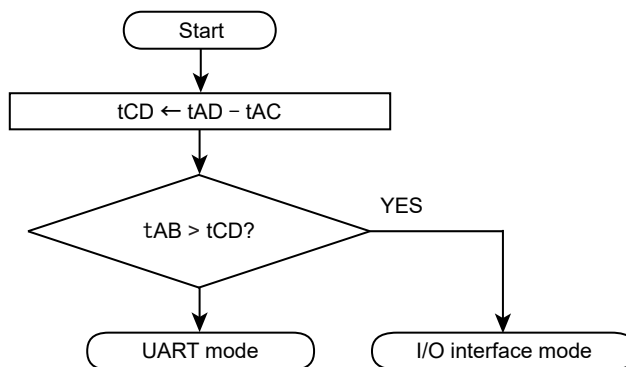 Start
tCD ← tAD − tAC
tAB > tCD?
YES
UART mode
I/O interface mode